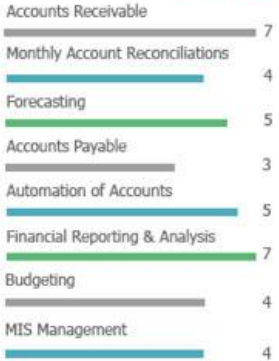 Accounts Receivable
7
Monthly Account Reconciliations
4
Forecasting
5
Accounts Payable
3
Automation of Accounts
5
Financial Reporting & Analysis
7
Budgeting
4
MIS Management
4